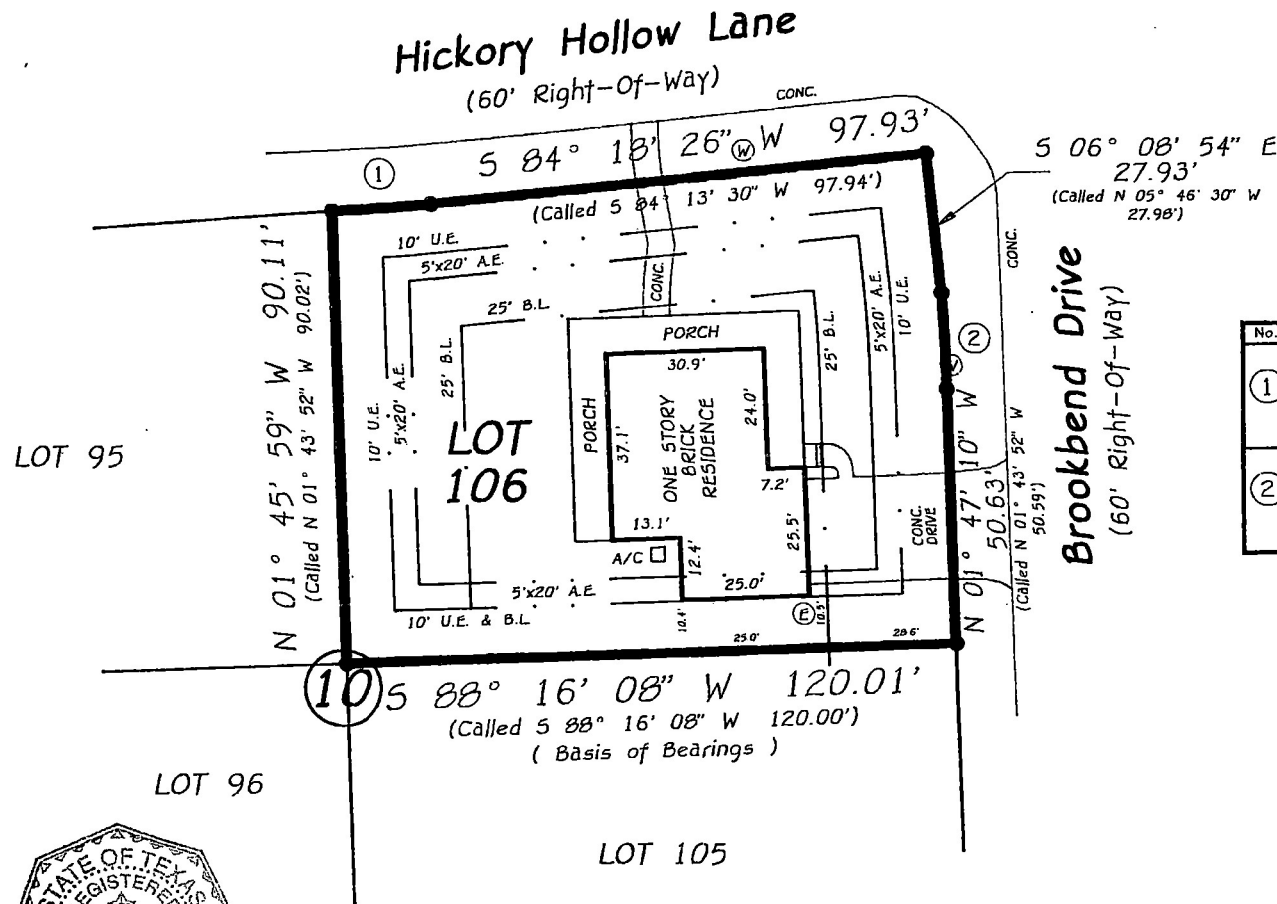 Hickory Hollow Lane
(60' Right-Of-Way)
CONC.
1
S 84° 18' 26" W 97.93'
W
(Called S 84° 13' 30" W 97.94')
S 06° 08' 54" E
27.93'
(Called N 05° 46' 30" W
27.98')
CONC.
10' U.E.
5'x20' A.E.
25' B.L.
CONC.
PORCH
30.9'
N 01° 45' 59" W 90.11'
(Called N 01° 43' 52" W 90.02')
10' U.E.
5'x20' A.E.
25' B.L.
LOT
106
PORCH
37.1'
ONE STORY
BRICK
RESIDENCE
24.0'
7.2'
25.5'
25' B.L.
5'x20' A.E.
10' U.E.
2
Brookbend Drive
(60' Right-Of-Way)
No.
1
2
N 01° 47' 10" W
50.63'
(Called N 01° 43' 52" W
50.59')
CONC.
DRIVE
LOT 95
13.1'
A/C
12.4'
25.0'
5'x20' A.E.
10' U.E. & B.L.
10.4'
E
10.5'
25.0'
28.6'
10
S 88° 16' 08" W 120.01'
(Called S 88° 16' 08" W 120.00')
( Basis of Bearings )
LOT 96
LOT 105
STATE OF TEXAS
REGISTERED